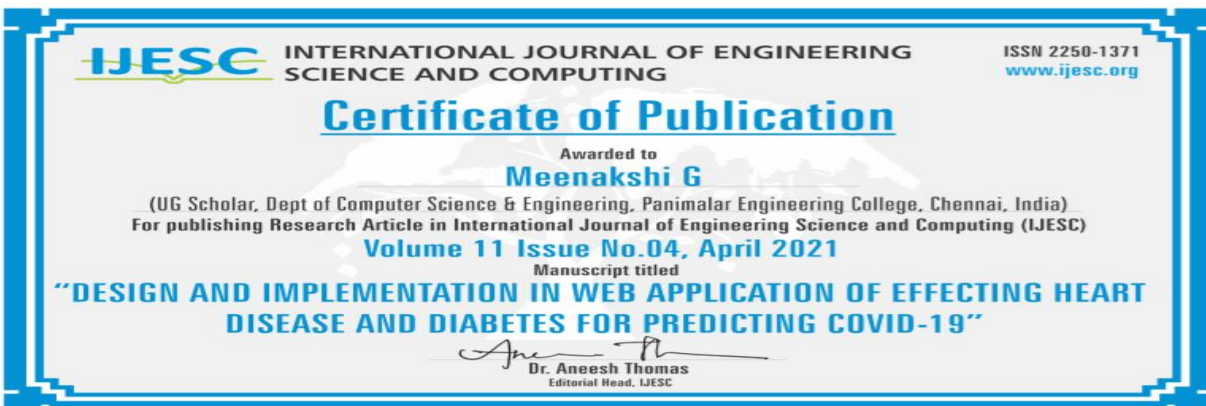 IJESC INTERNATIONAL JOURNAL OF ENGINEERING
SCIENCE AND COMPUTING
ISSN 2250-1371
www.ijesc.org
Certificate of Publication
Awarded to
Meenakshi G
(UG Scholar, Dept of Computer Science & Engineering, Panimalar Engineering College, Chennai, India)
For publishing Research Article in International Journal of Engineering Science and Computing (IJESC)
Volume 11 Issue No.04, April 2021
Manuscript titled
“DESIGN AND IMPLEMENTATION IN WEB APPLICATION OF EFFECTING HEART
DISEASE AND DIABETES FOR PREDICTING COVID-19”
Dr. Aneesh Thomas
Editorial Head, IJESC